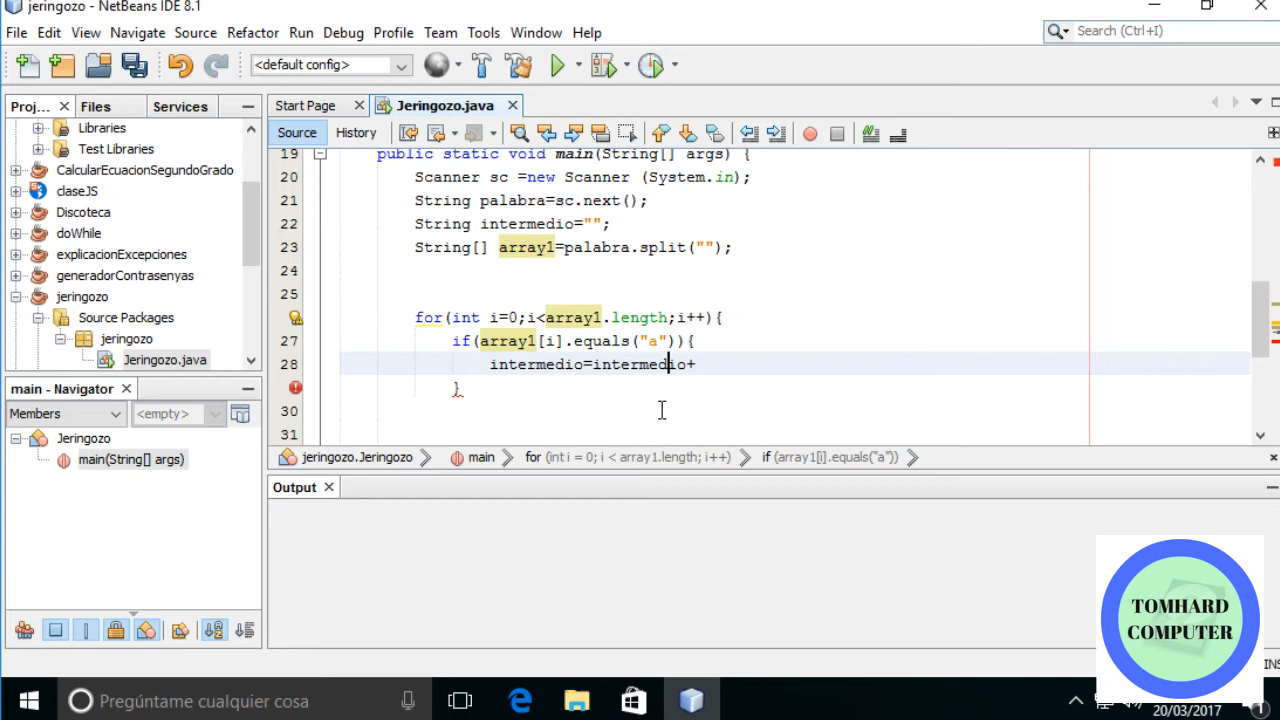 jeringozo - NetBeans IDE 8.1
File Edit View Navigate Source Refactor Run Debug Profile Team Tools Window Help
Search (Ctrl+I)
<default config>
Proj... Files Services
Start Page Jeringozo.java
Source History
Libraries
Test Libraries
CalcularEcuacionSegundoGrado
claseJS
Discoteca
doWhile
explicacionExcepciones
generadorContrasenyas
jeringozo
Source Packages
jeringozo
Jeringozo.java
19 public static void main(String[] args) {
20 Scanner sc =new Scanner (System.in);
21 String palabra=sc.next();
22 String intermedio="";
23 String[] array1=palabra.split("");
24
25
for(int i=0;i<array1.length;i++){
27 if(array1[i].equals("a")){
28 intermedio=intermedio+
}
30
31
main - Navigator
Members <empty>
Jeringozo
main(String[] args)
jeringozo.Jeringozo main for (int i = 0; i < array1.length; i++) if (array1[i].equals("a"))
Output
TOMHARD
COMPUTER
INS
Pregúntame cualquier cosa
20/03/2017
1